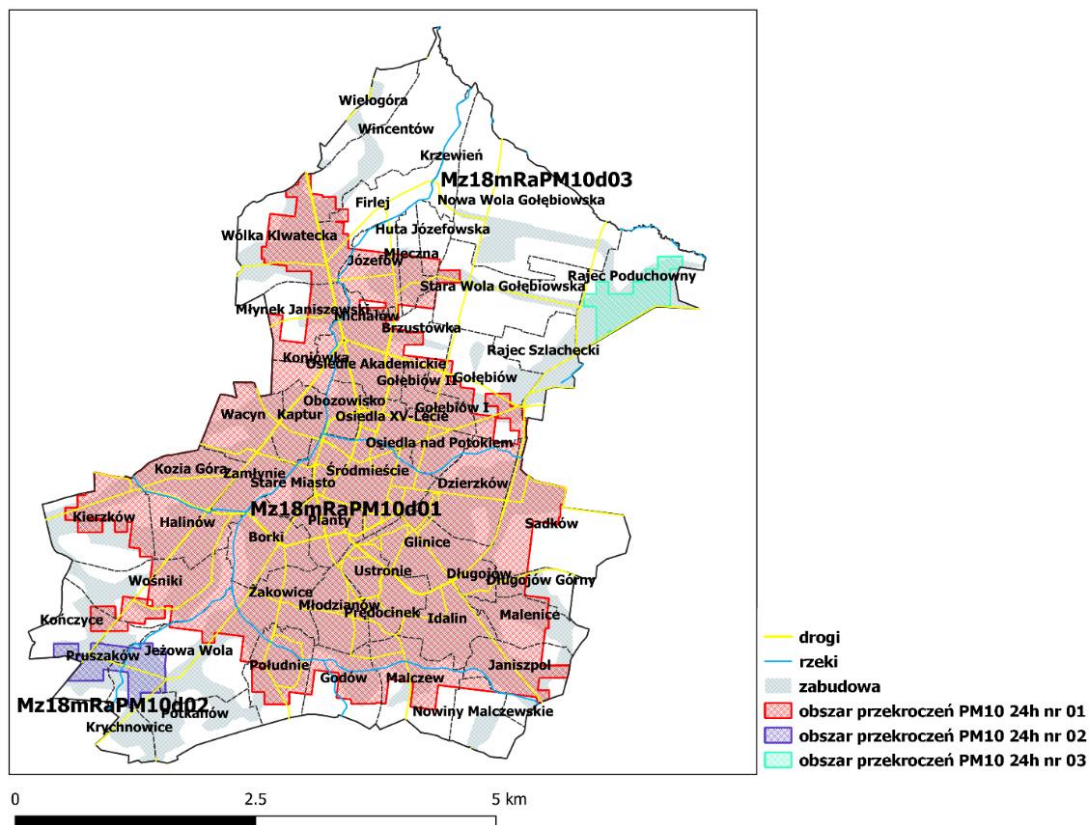 Wielogóra
Wincentów
Krzewień
Mz18mRaPM10d03
Firlej
Nowa Wola Gołębiowska
Huta Józefowska
Wólka Klwatecka
Mleczna
Józefów
Rajec Poduchowny
Stara Wola Gołębiowska
Młynek Janiszewski
Michałów
Brzustówka
Rajec Szlachecki
Koniówka
Osiedle Akademickie
Gołębiów II
Gołębiów
Obozowisko
Wacyn
Kaptur
Osiedla XV-Lecie
Gołębiów I
Osiedla nad Potokiem
Kozia Góra
Zamłynie
Śródmieście
Stare Miasto
Dzierzków
Mz18mRaPM10d01
Kierzków
Halinów
Planty
Sadków
Borki
Glinice
Wośniki
Ustronie
Długojów
Długojów Górny
Żakowice
Młodzianów
Prędocinek
Idalin
Malenice
Kończyce
Pruszaków
Jeżowa Wola
Południe
Janiszpol
Godów
Malczew
Mz18mRaPM10d02
Potkanów
Nowiny Malczewskie
Krychnowice
drogi
rzeki
zabudowa
obszar przekroczeń PM10 24h nr 01
obszar przekroczeń PM10 24h nr 02
obszar przekroczeń PM10 24h nr 03
0 2.5 5 km